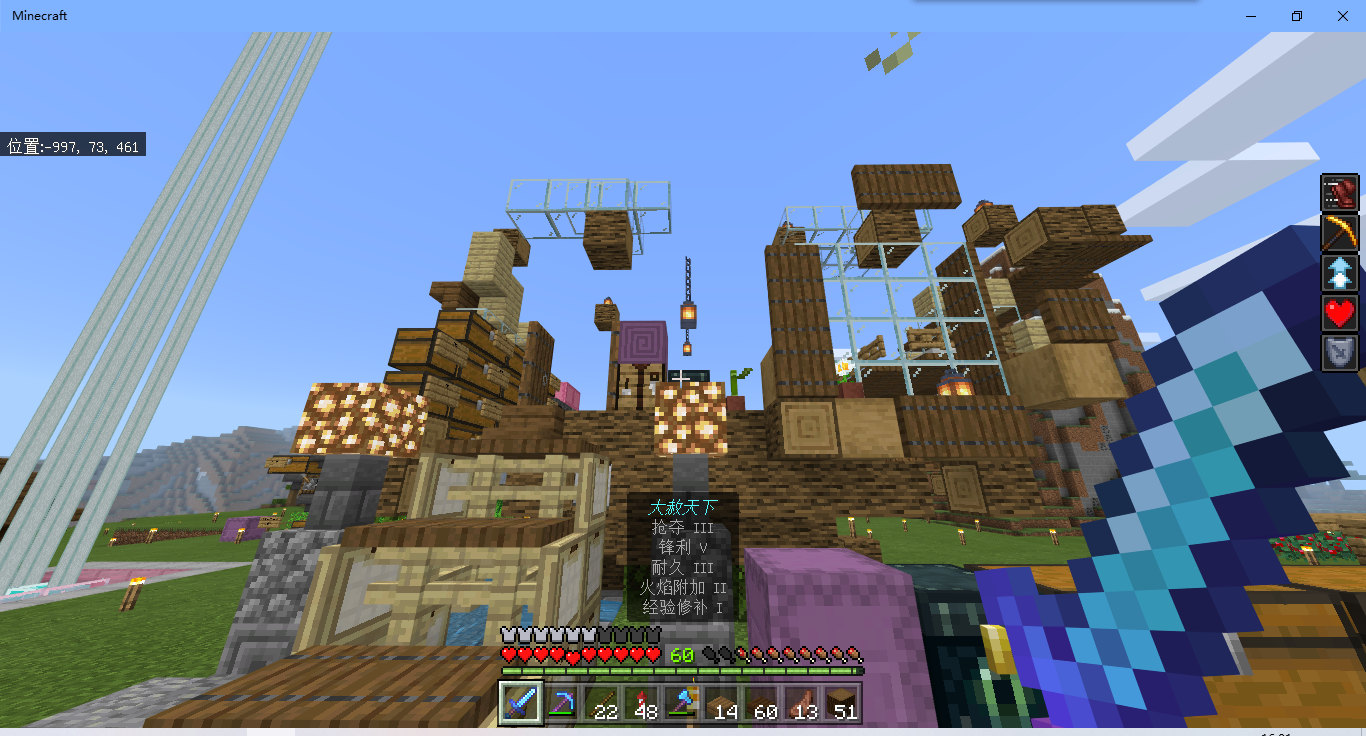 Minecraft
位置:-997, 73, 461
大赦天下
抢夺 III
锋利 V
耐久 III
火焰附加 II
经验修补 I
60
22 48 14 60 13 51